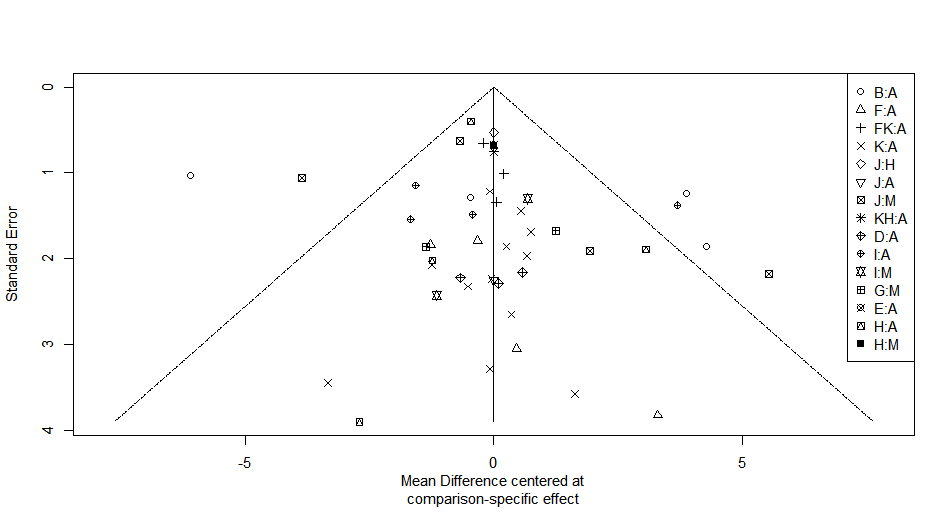 0
1
2
3
4
Standard Error
-5
0
5
Mean Difference centered at
comparison-specific effect
B:A
F:A
FK:A
K:A
J:H
J:A
J:M
KH:A
D:A
I:A
I:M
G:M
E:A
H:A
H:M